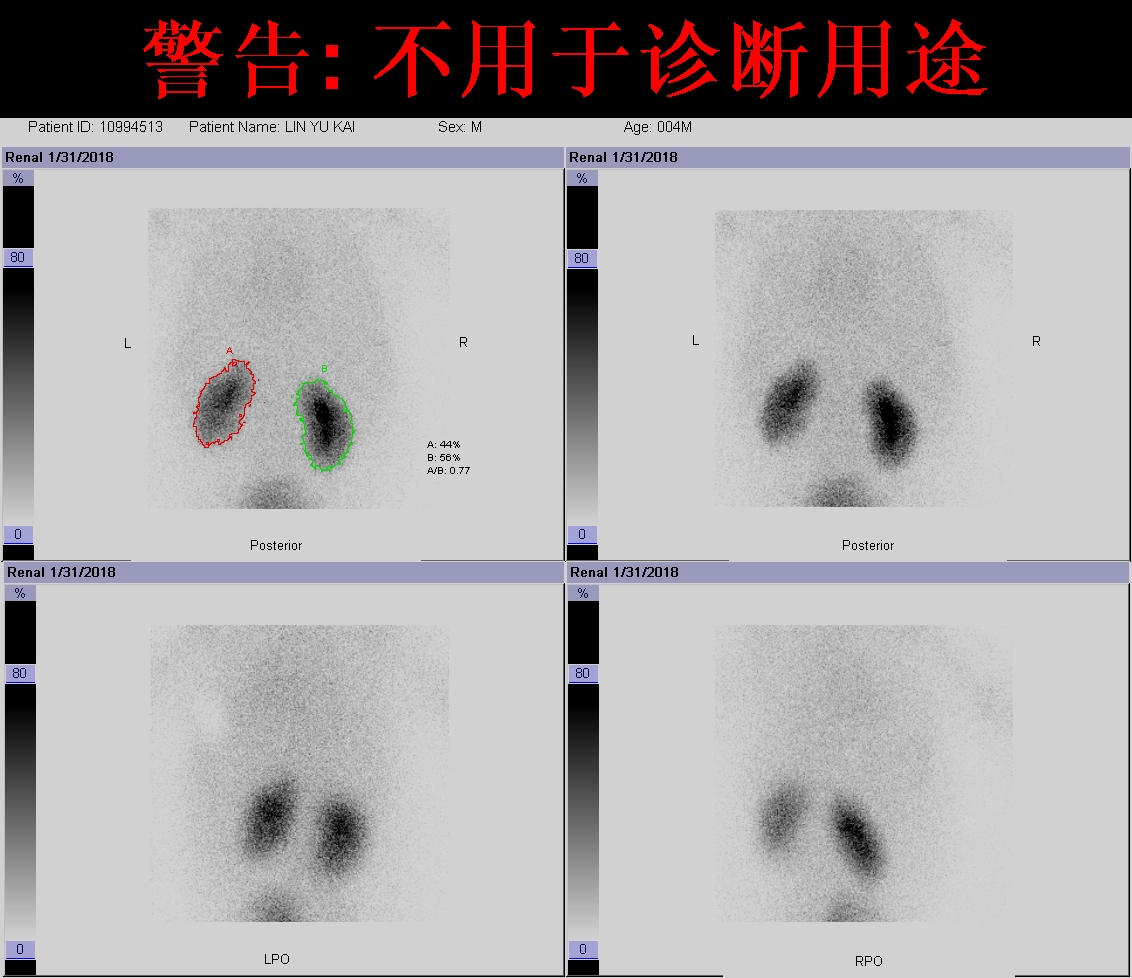 警告: 不用于诊断用途
Patient ID: 10994513 Patient Name: LIN YU KAI Sex: M Age: 004M
Renal 1/31/2018
%
80
0
L
R
A
B
A: 44%
B: 56%
A/B: 0.77
Posterior
Renal 1/31/2018
%
80
0
L
R
Posterior
Renal 1/31/2018
%
80
0
LPO
Renal 1/31/2018
%
80
0
RPO